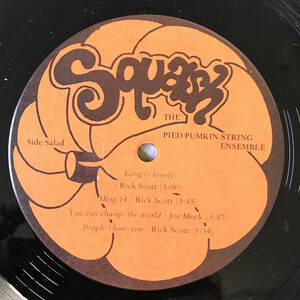 Squash
THE
PIED PUMKIN STRING
ENSEMBLE
Side Salad
Long & lonely
| Rick Scott | (5:00)
Ming 14 | Rick Scott | (3:45)
You can change the world | Joe Mock | (3:47)
People i love you | Rick Scott | (5:34)